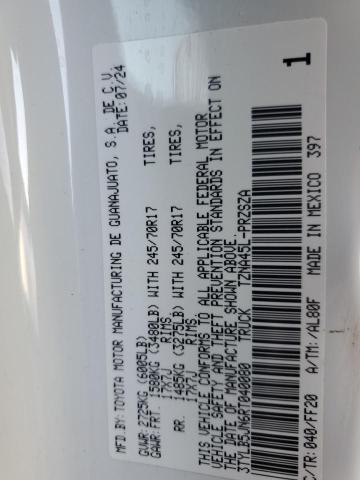 MFD.BY: TOYOTA MOTOR MANUFACTURING DE GUANAJUATO, S.A. DE C.V.
DATE: 07/24
GVWR: 2725KG (6005LB)
GAWR: FRT. 1580KG (3480LB) WITH 245/70R17 TIRES,
17X7J RIMS
RR. 1485KG (3275LB) WITH 245/70R17 TIRES,
17X7J RIMS
THIS VEHICLE CONFORMS TO ALL APPLICABLE FEDERAL MOTOR
VEHICLE SAFETY AND THEFT PREVENTION STANDARDS IN EFFECT ON
THE DATE OF MANUFACTURE SHOWN ABOVE.
3TYLB5JN6RT040080 TRUCK TZNA45L-PRZSZA
C/TR: 040/FF20 A/TM: /AL80F
MADE IN MEXICO 397
1